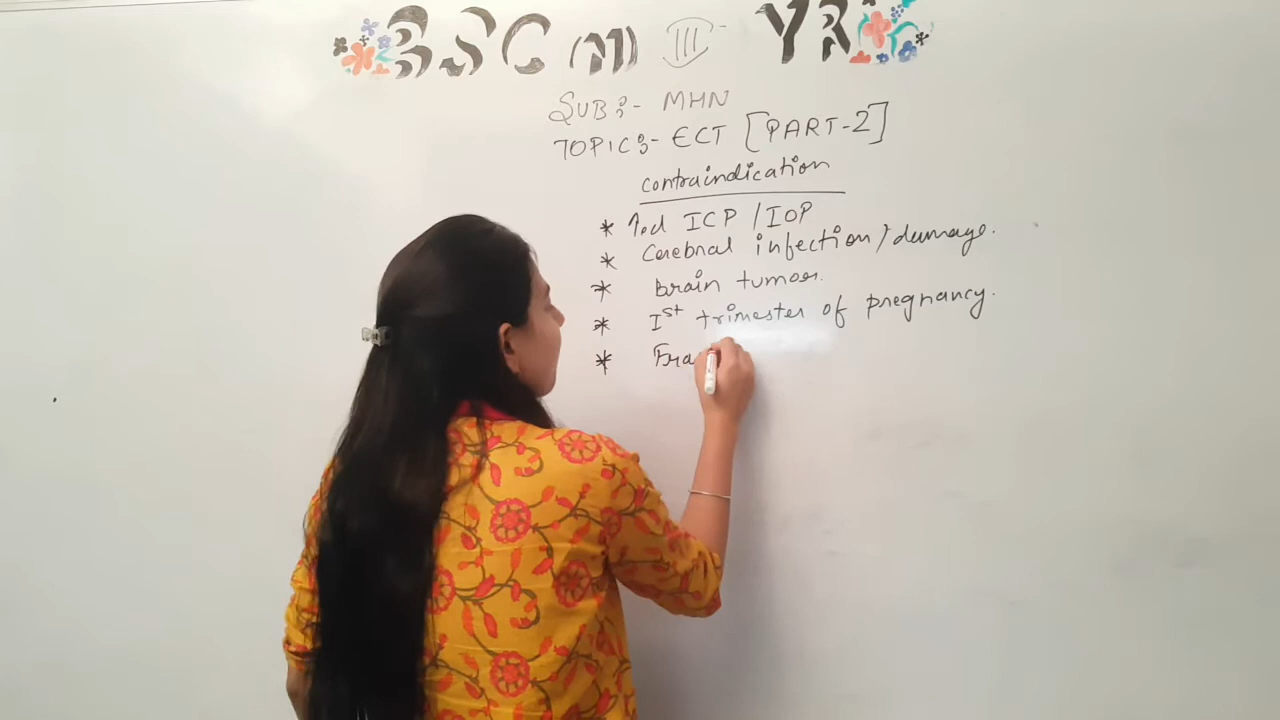 BSC (N) III - YR
SUB:- MHN
TOPIC:- ECT [PART-2]
contraindication
* ↑ed ICP / IOP
* Cerebral infection / damage.
* Brain tumor.
* Ist trimester of pregnancy.
* Fra